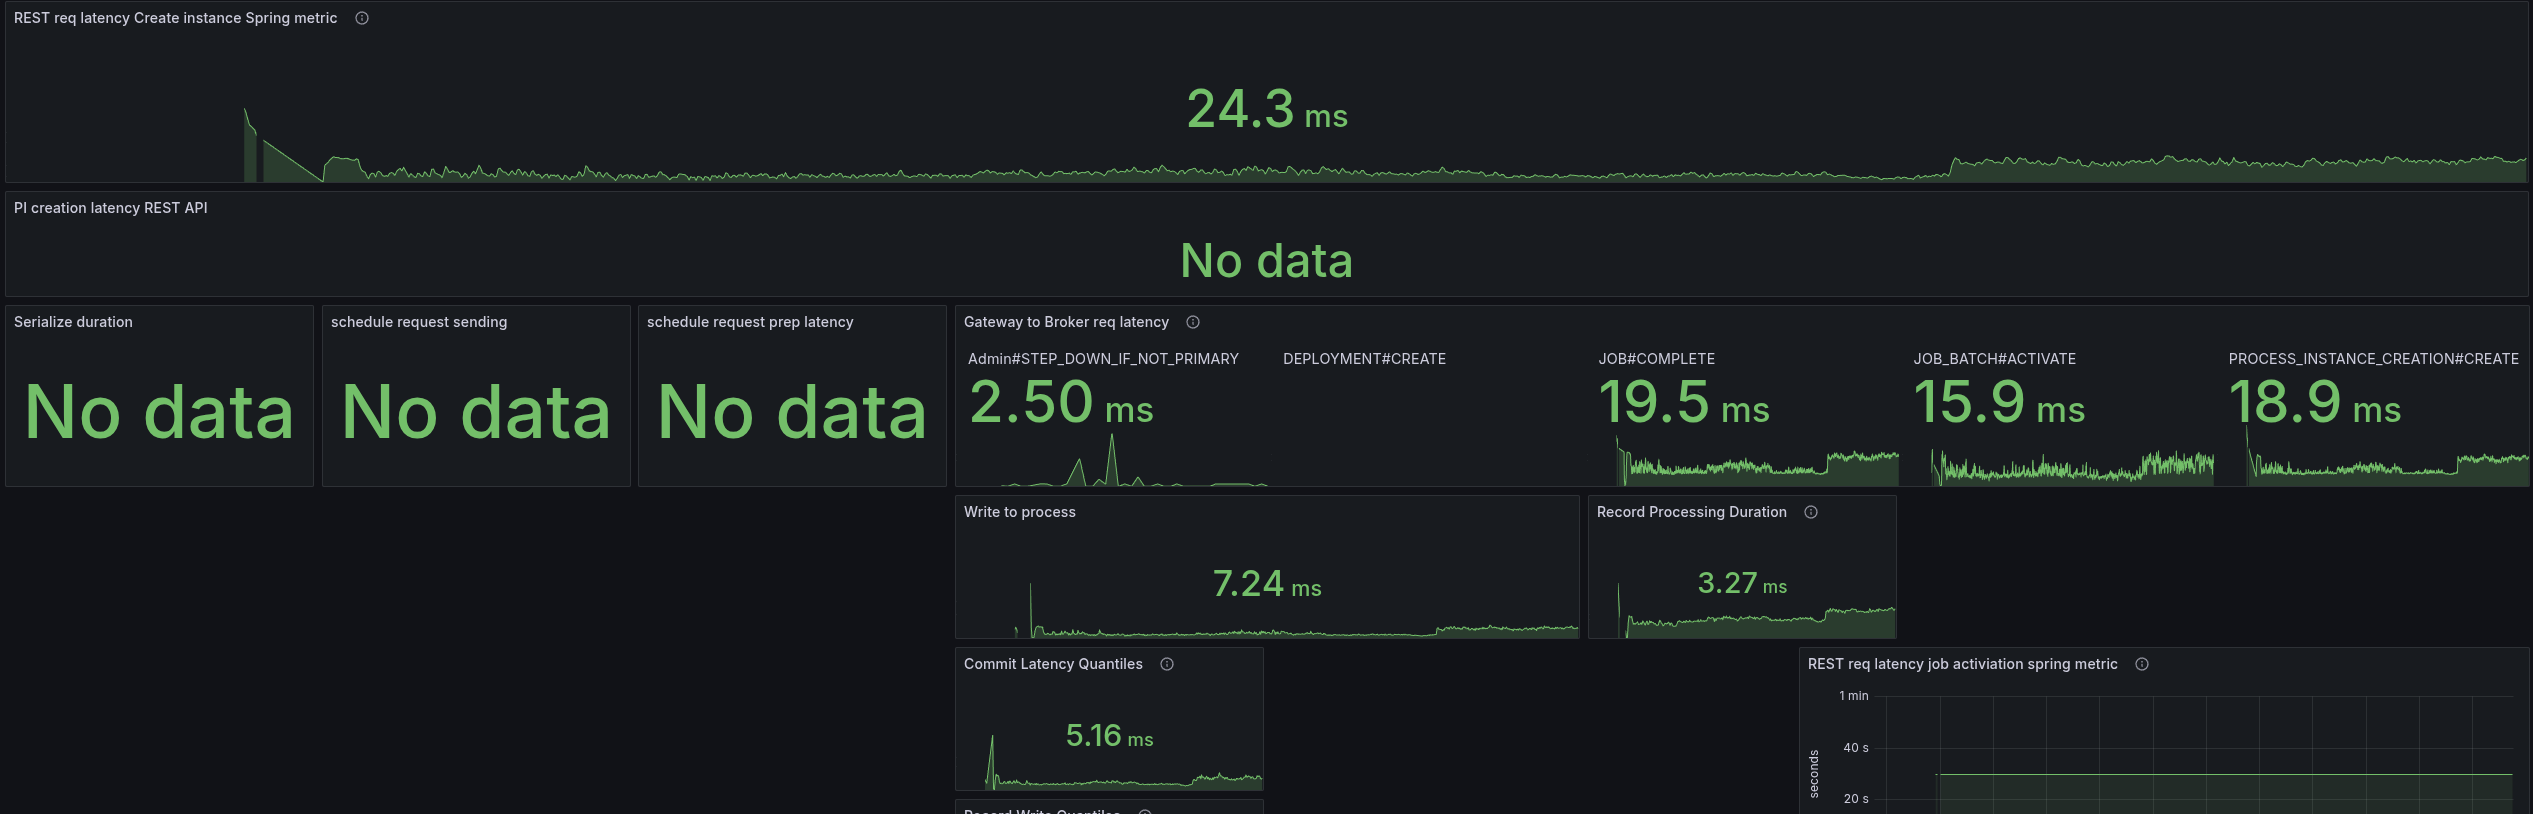 REST req latency Create instance Spring metric
24.3 ms
PI creation latency REST API
No data
Serialize duration
No data
schedule request sending
No data
schedule request prep latency
No data
Gateway to Broker req latency
Admin#STEP_DOWN_IF_NOT_PRIMARY
2.50 ms
DEPLOYMENT#CREATE
JOB#COMPLETE
19.5 ms
JOB_BATCH#ACTIVATE
15.9 ms
PROCESS_INSTANCE_CREATION#CREATE
18.9 ms
Write to process
7.24 ms
Record Processing Duration
3.27 ms
Commit Latency Quantiles
5.16 ms
REST req latency job activiation spring metric
1 min
40 s
20 s
seconds
Record Write Quantiles